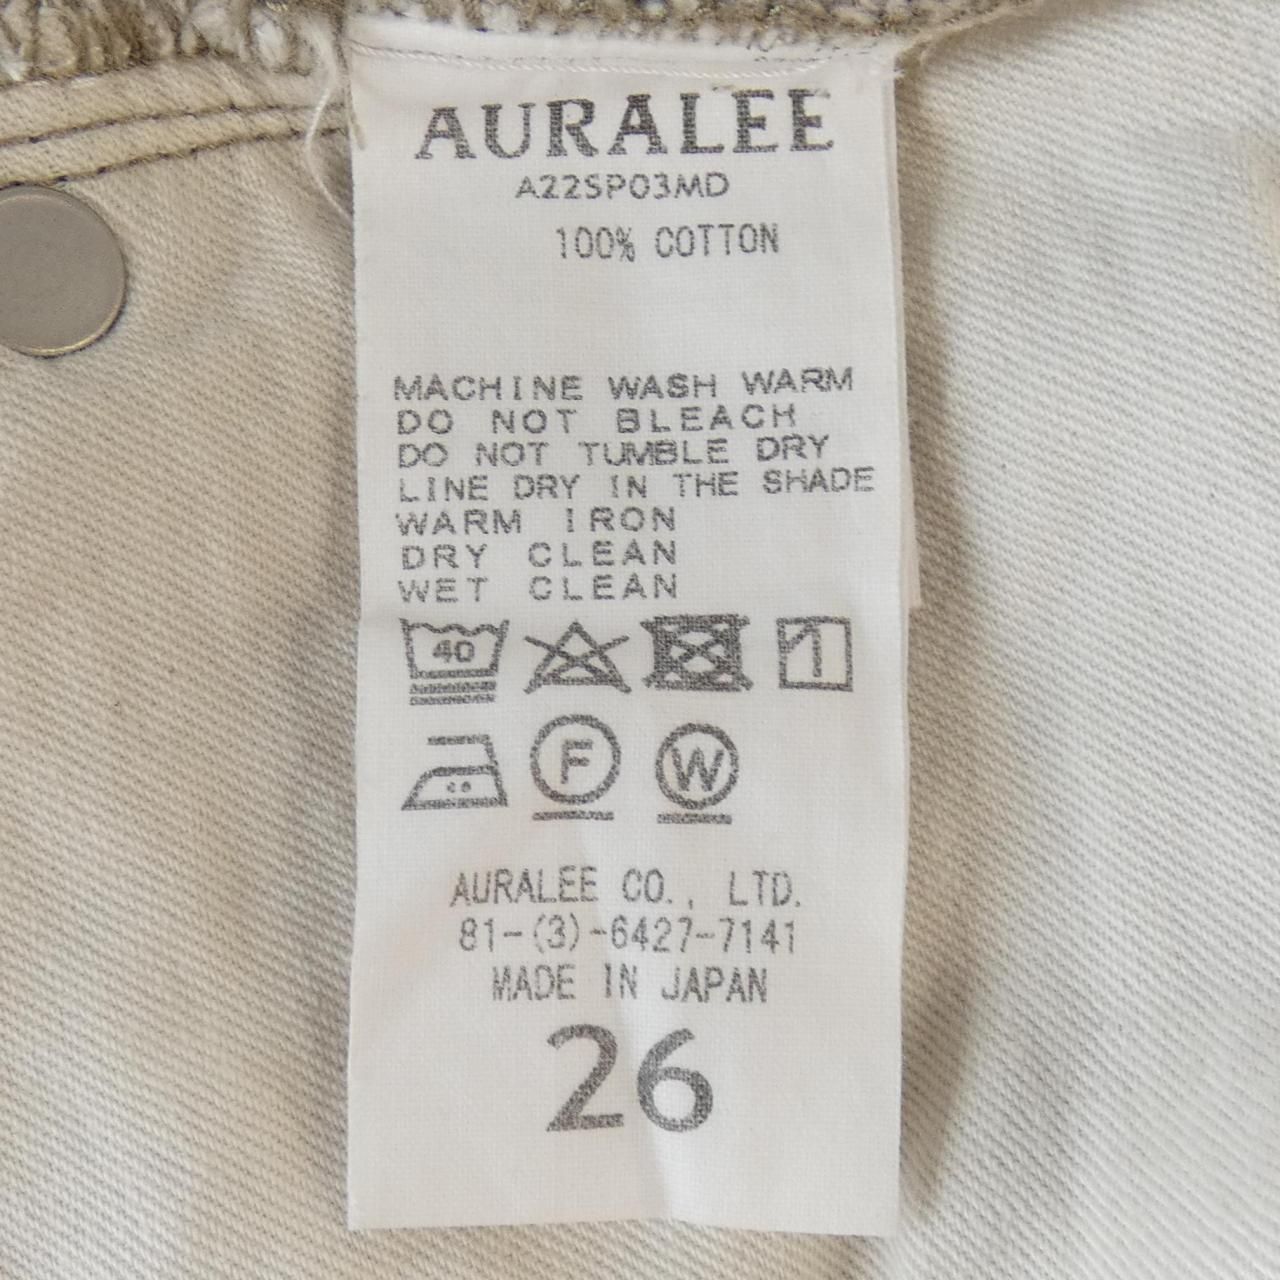 AURALEE
A22SP03MD
100% COTTON
MACHINE WASH WARM
DO NOT BLEACH
DO NOT TUMBLE DRY
LINE DRY IN THE SHADE
WARM IRON
DRY CLEAN
WET CLEAN
40
F W
AURALEE CO., LTD.
81-(3)-6427-7141
MADE IN JAPAN
26